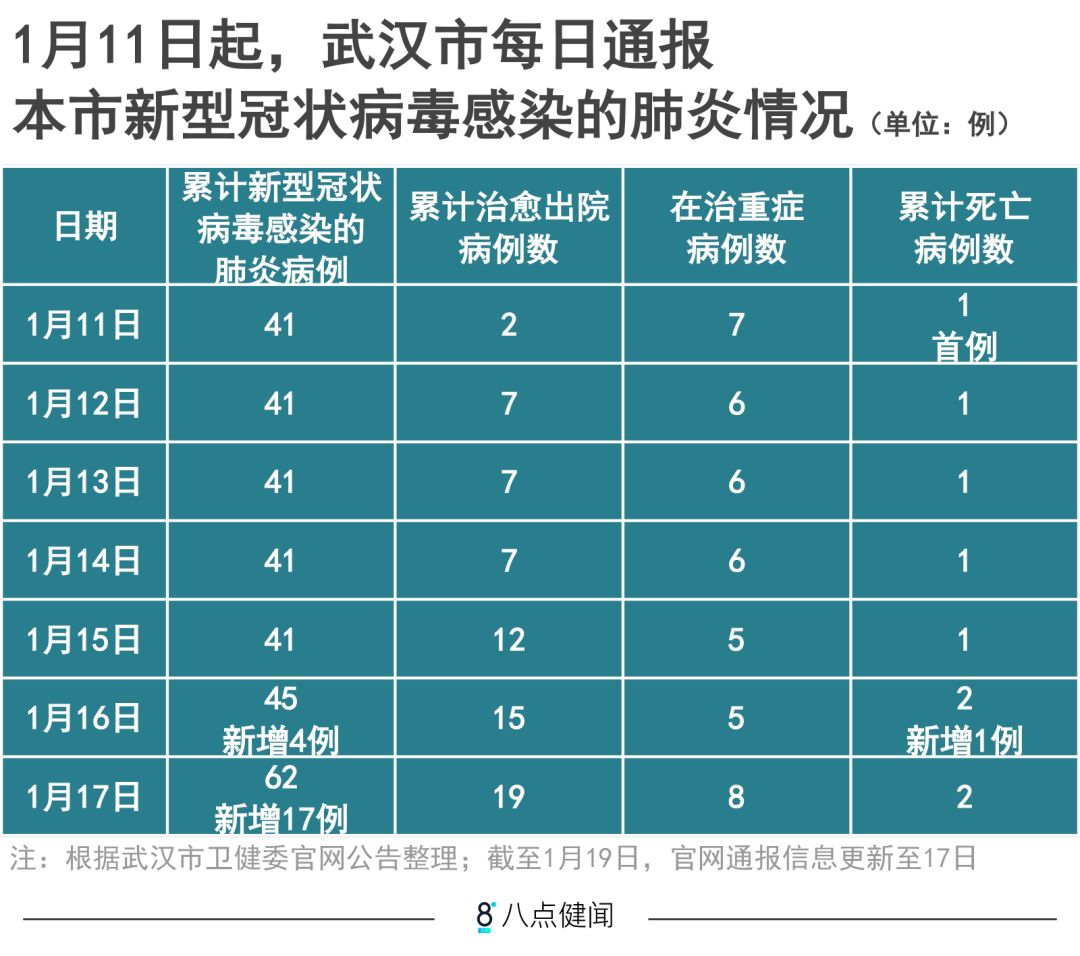 1月11日起，武汉市每日通报
本市新型冠状病毒感染的肺炎情况（单位：例）
日期
累计新型冠状
病毒感染的
肺炎病例
累计治愈出院
病例数
在治重症
病例数
累计死亡
病例数
1月11日
41
2
7
1
首例
1月12日
41
7
6
1
1月13日
41
7
6
1
1月14日
41
7
6
1
1月15日
41
12
5
1
1月16日
45
新增4例
15
5
2
新增1例
1月17日
62
新增17例
19
8
2
注：根据武汉市卫健委官网公告整理；截至1月19日，官网通报信息更新至17日
8°八点健闻